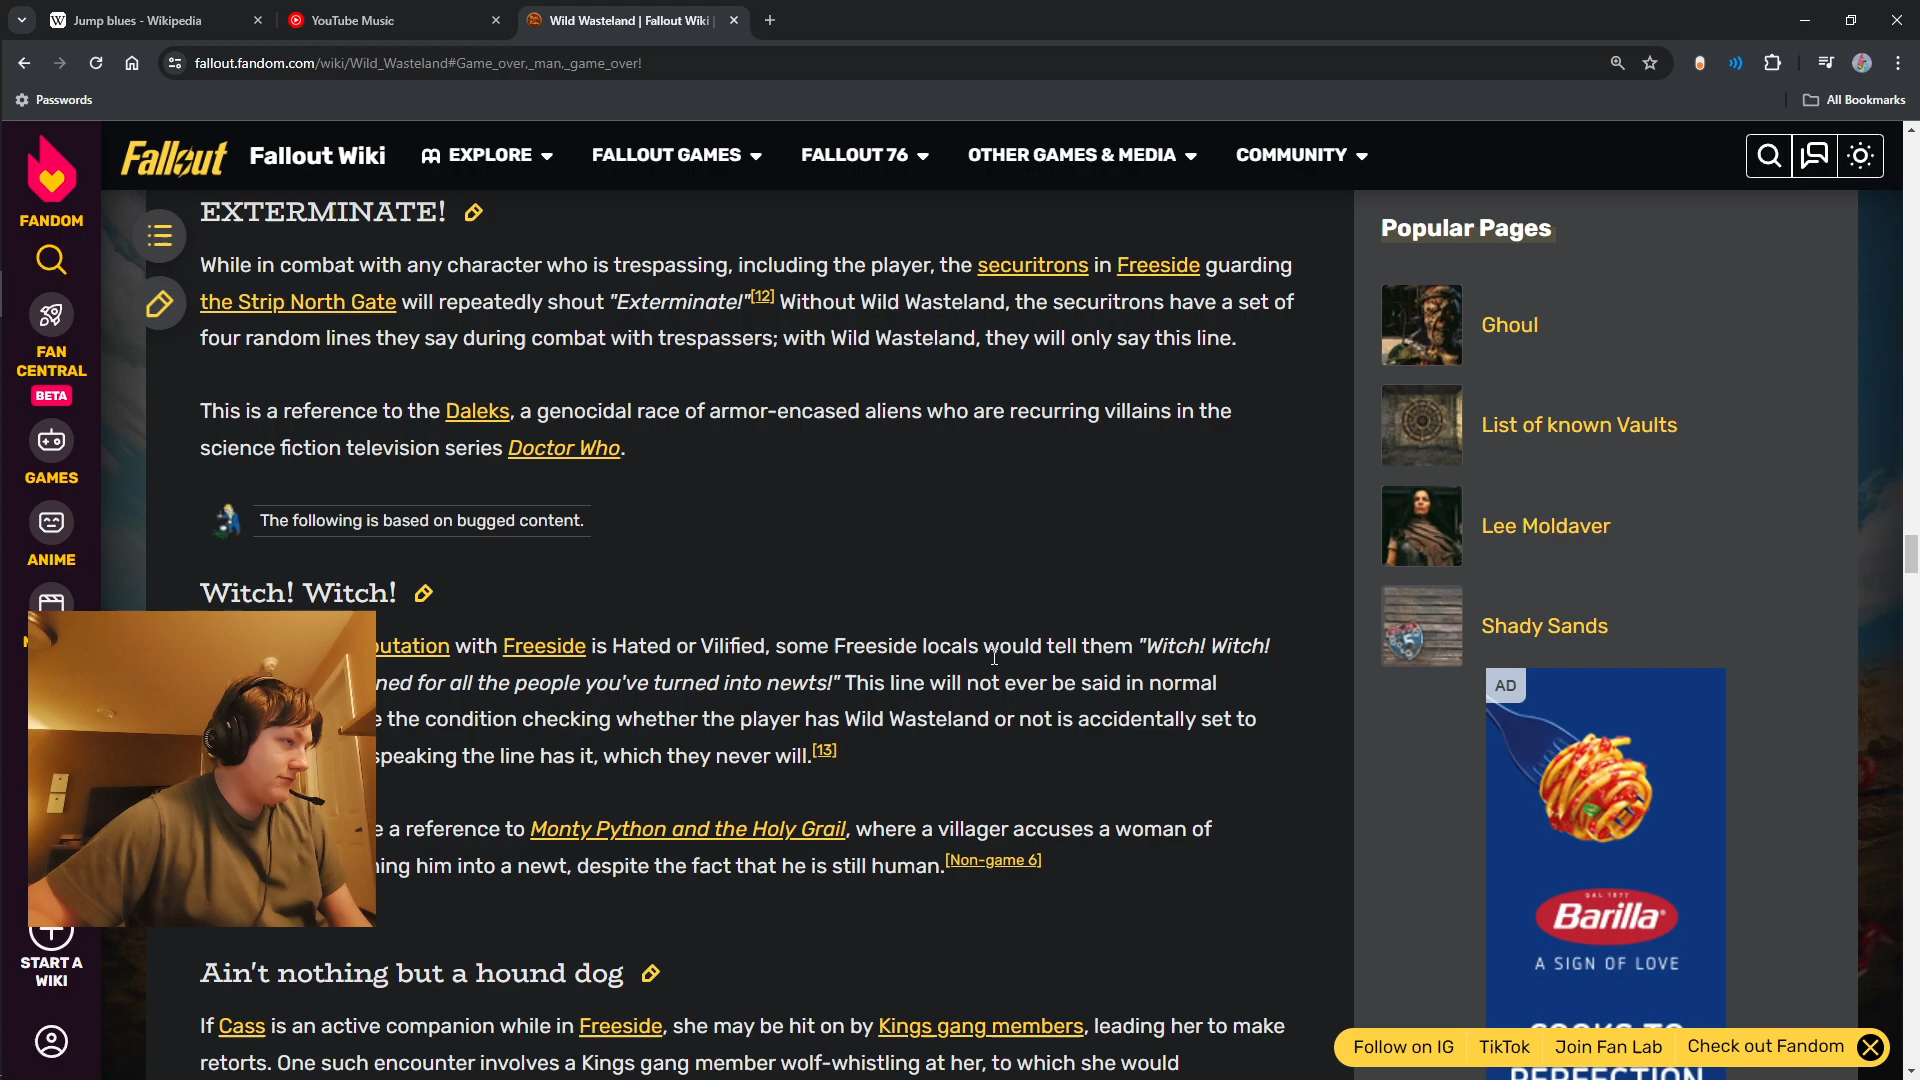 Jump blues - Wikipedia
YouTube Music
Wild Wasteland | Fallout Wiki |
fallout.fandom.com/wiki/Wild_Wasteland#Game_over,_man,_game_over!
Passwords
All Bookmarks
Fallout
Fallout Wiki
EXPLORE
FALLOUT GAMES
FALLOUT 76
OTHER GAMES & MEDIA
COMMUNITY
FANDOM
FAN
CENTRAL
BETA
GAMES
ANIME
START A
WIKI
EXTERMINATE!
While in combat with any character who is trespassing, including the player, the securitrons in Freeside guarding
the Strip North Gate will repeatedly shout "Exterminate!"[12] Without Wild Wasteland, the securitrons have a set of
four random lines they say during combat with trespassers; with Wild Wasteland, they will only say this line.
This is a reference to the Daleks, a genocidal race of armor-encased aliens who are recurring villains in the
science fiction television series Doctor Who.
The following is based on bugged content.
Witch! Witch!
putation with Freeside is Hated or Vilified, some Freeside locals would tell them "Witch! Witch!
ned for all the people you've turned into newts!" This line will not ever be said in normal
e the condition checking whether the player has Wild Wasteland or not is accidentally set to
speaking the line has it, which they never will.[13]
e a reference to Monty Python and the Holy Grail, where a villager accuses a woman of
ning him into a newt, despite the fact that he is still human.[Non-game 6]
Ain't nothing but a hound dog
If Cass is an active companion while in Freeside, she may be hit on by Kings gang members, leading her to make
retorts. One such encounter involves a Kings gang member wolf-whistling at her, to which she would
Popular Pages
Ghoul
List of known Vaults
Lee Moldaver
Shady Sands
AD
Barilla
A SIGN OF LOVE
COOKS TO
PERFECTION
Follow on IG
TikTok
Join Fan Lab
Check out Fandom